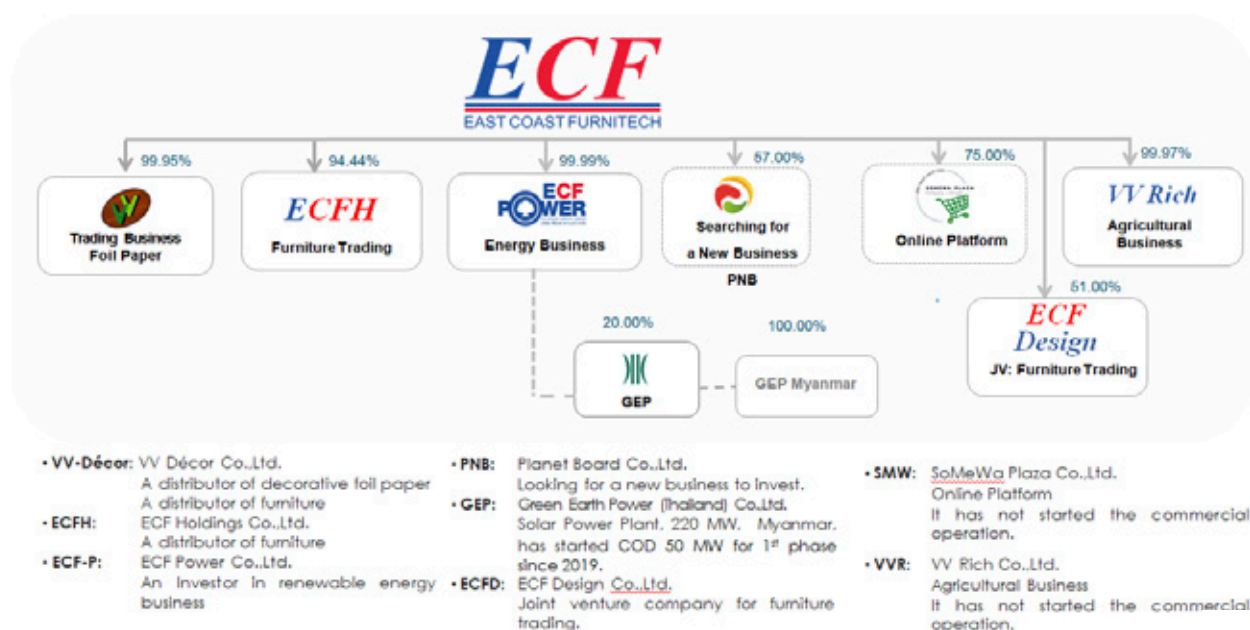 ECF
EAST COAST FURNITECH
99.95%
94.44%
99.99%
57.00%
75.00%
99.97%
Trading Business
Foil Paper
ECFH
Furniture Trading
ECF
POWER
Energy Business
Searching for
a New Business
PNB
Online Platform
VV Rich
Agricultural
Business
51.00%
ECF
Design
JV: Furniture Trading
20.00%
100.00%
GEP
GEP Myanmar
• VV-Décor: VV Décor Co.,Ltd.
A distributor of decorative foil paper
A distributor of furniture
• ECFH: ECF Holdings Co.,Ltd.
A distributor of furniture
• ECF-P: ECF Power Co.,Ltd.
An Investor in renewable energy
business
• PNB: Planet Board Co.,Ltd.
Looking for a new business to invest.
• GEP: Green Earth Power (Thailand) Co.,Ltd.
Solar Power Plant. 220 MW. Myanmar.
has started COD 50 MW for 1st phase
since 2019.
• ECFD: ECF Design Co.,Ltd.
Joint venture company for furniture
trading.
• SMW: SoMeWa Plaza Co.,Ltd.
Online Platform
It has not started the commercial
operation.
• VVR: VV Rich Co.,Ltd.
Agricultural Business
It has not started the commercial
operation.